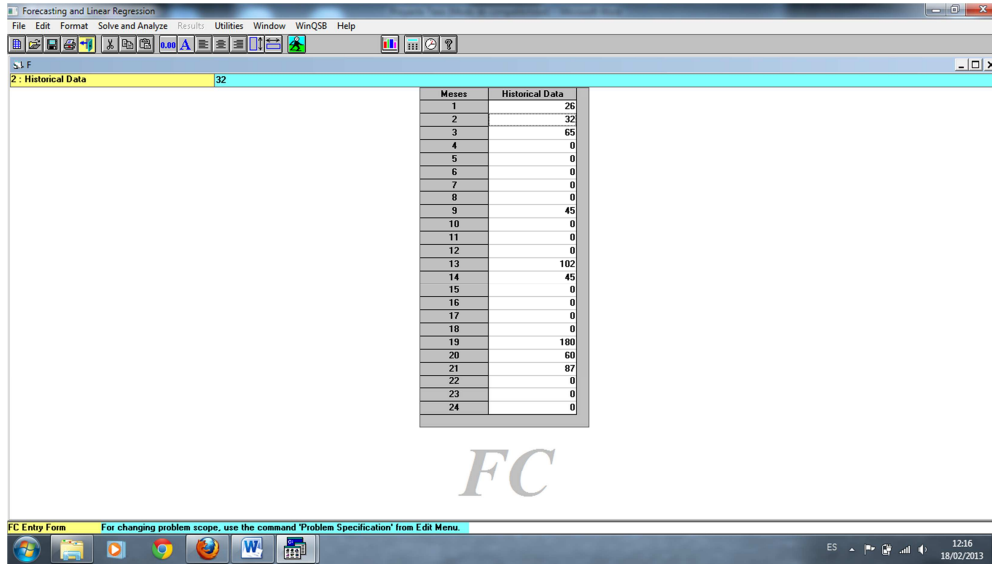 Forecasting and Linear Regression
File Edit Format Solve and Analyze Results Utilities Window WinQSB Help
0.00 A
F
2 : Historical Data 32
Meses Historical Data
1 26
2 32
3 65
4 0
5 0
6 0
7 0
8 0
9 45
10 0
11 0
12 0
13 102
14 45
15 0
16 0
17 0
18 0
19 180
20 60
21 87
22 0
23 0
24 0
FC
FC Entry Form For changing problem scope, use the command 'Problem Specification' from Edit Menu.
ES 12:16
18/02/2013